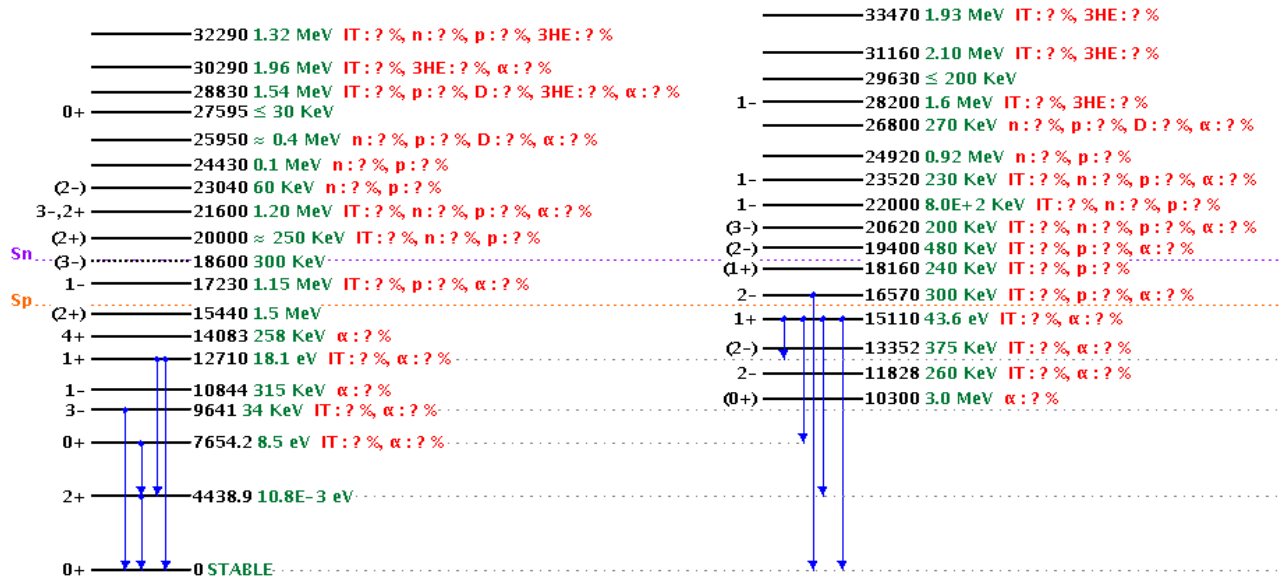 33470 1.93 MeV IT : ? %, 3HE : ? %
32290 1.32 MeV IT : ? %, n : ? %, p : ? %, 3HE : ? %
31160 2.10 MeV IT : ? %, 3HE : ? %
30290 1.96 MeV IT : ? %, 3HE : ? %, α : ? %
29630 ≤ 200 KeV
28830 1.54 MeV IT : ? %, p : ? %, D : ? %, 3HE : ? %, α : ? %
1- 28200 1.6 MeV IT : ? %, 3HE : ? %
0+ 27595 ≤ 30 KeV
26800 270 KeV n : ? %, p : ? %, D : ? %, α : ? %
25950 ≈ 0.4 MeV n : ? %, p : ? %, D : ? %, α : ? %
24920 0.92 MeV n : ? %, p : ? %
24430 0.1 MeV n : ? %, p : ? %
1- 23520 230 KeV IT : ? %, n : ? %, p : ? %, α : ? %
(2-) 23040 60 KeV n : ? %, p : ? %
1- 22000 8.0E+2 KeV IT : ? %, n : ? %, p : ? %
3-,2+ 21600 1.20 MeV IT : ? %, n : ? %, p : ? %, α : ? %
(3-) 20620 200 KeV IT : ? %, n : ? %, p : ? %, α : ? %
(2+) 20000 ≈ 250 KeV IT : ? %, n : ? %, p : ? %
(2-) 19400 480 KeV p : ? %, α : ? %
Sn
(3-) 18600 300 KeV
(1+) 18160 240 KeV IT : ? %, p : ? %
1- 17230 1.15 MeV IT : ? %, p : ? %, α : ? %
2- 16570 300 KeV IT : ? %, p : ? %, α : ? %
Sp
(2+) 15440 1.5 MeV
1+ 15110 43.6 eV IT : ? %, α : ? %
4+ 14083 258 KeV α : ? %
(2-) 13352 375 KeV IT : ? %, α : ? %
1+ 12710 18.1 eV IT : ? %, α : ? %
2- 11828 260 KeV IT : ? %, α : ? %
1- 10844 315 KeV α : ? %
(0+) 10300 3.0 MeV α : ? %
3- 9641 34 KeV IT : ? %, α : ? %
0+ 7654.2 8.5 eV IT : ? %, α : ? %
2+ 4438.9 10.8E-3 eV
0+ 0 STABLE